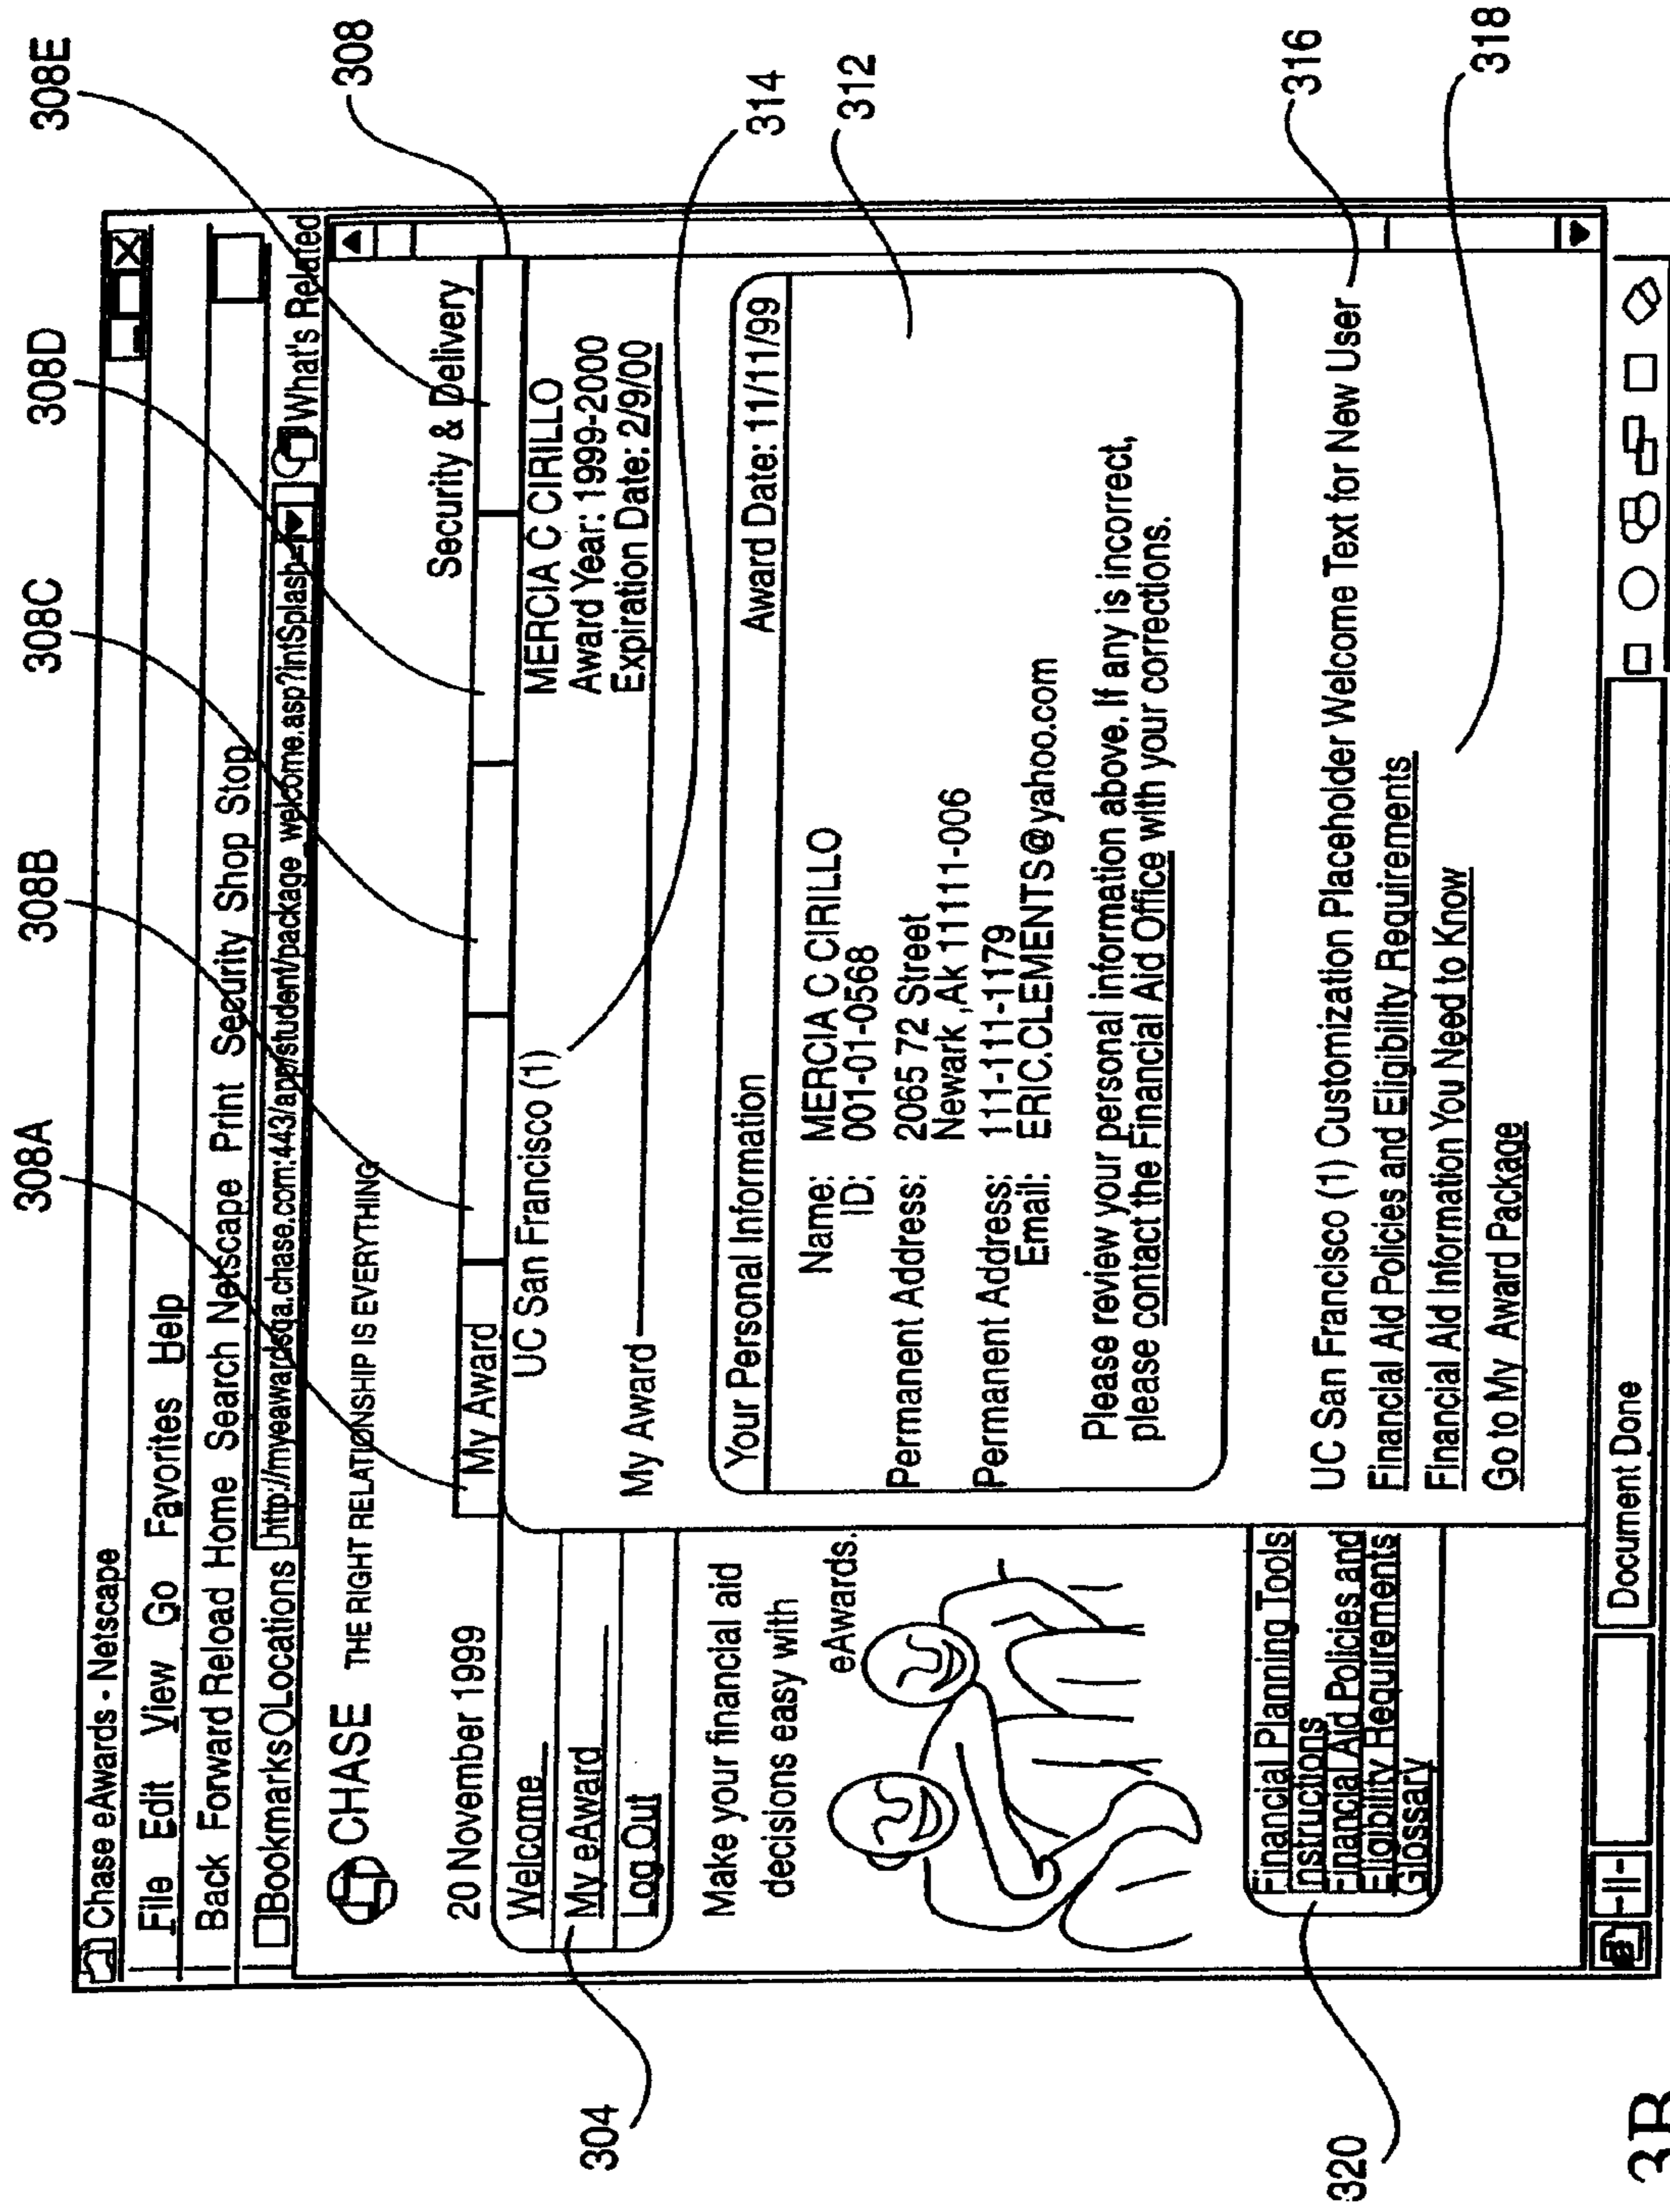 308A 308B 308C 308D 308E
308
314
312
316
318
304
320
Chase eAwards - Netscape
File Edit View Go Favorites Help
Back Forward Reload Home Search Netscape Print Security Shop Stop
BookmarksOLocations http://myeawardsqa.chase.com:443/app/student/package_welcome.asp?intSplash= What's Related
CHASE THE RIGHT RELATIONSHIP IS EVERYTHING
20 November 1999
Welcome
My eAward
Log Out
Make your financial aid
decisions easy with
eAwards.
Financial Planning Tools
Instructions
Financial Aid Policies and
Eligibility Requirements
Glossary
My Award Security & Delivery
UC San Francisco (1) MERCIA C CIRILLO
Award Year: 1999-2000
My Award Expiration Date: 2/9/00
Your Personal Information Award Date: 11/11/99
Name: MERCIA C CIRILLO
ID: 001-01-0568
Permanent Address: 2065 72 Street
Newark ,Ak 11111-006
Permanent Address: 111-111-1179
Email: ERIC.CLEMENTS@yahoo.com
Please review your personal information above. If any is incorrect,
please contact the Financial Aid Office with your corrections.
UC San Francisco (1) Customization Placeholder Welcome Text for New User
Financial Aid Policies and Eligibility Requirements
Financial Aid Information You Need to Know
Go to My Award Package
Document Done
3B